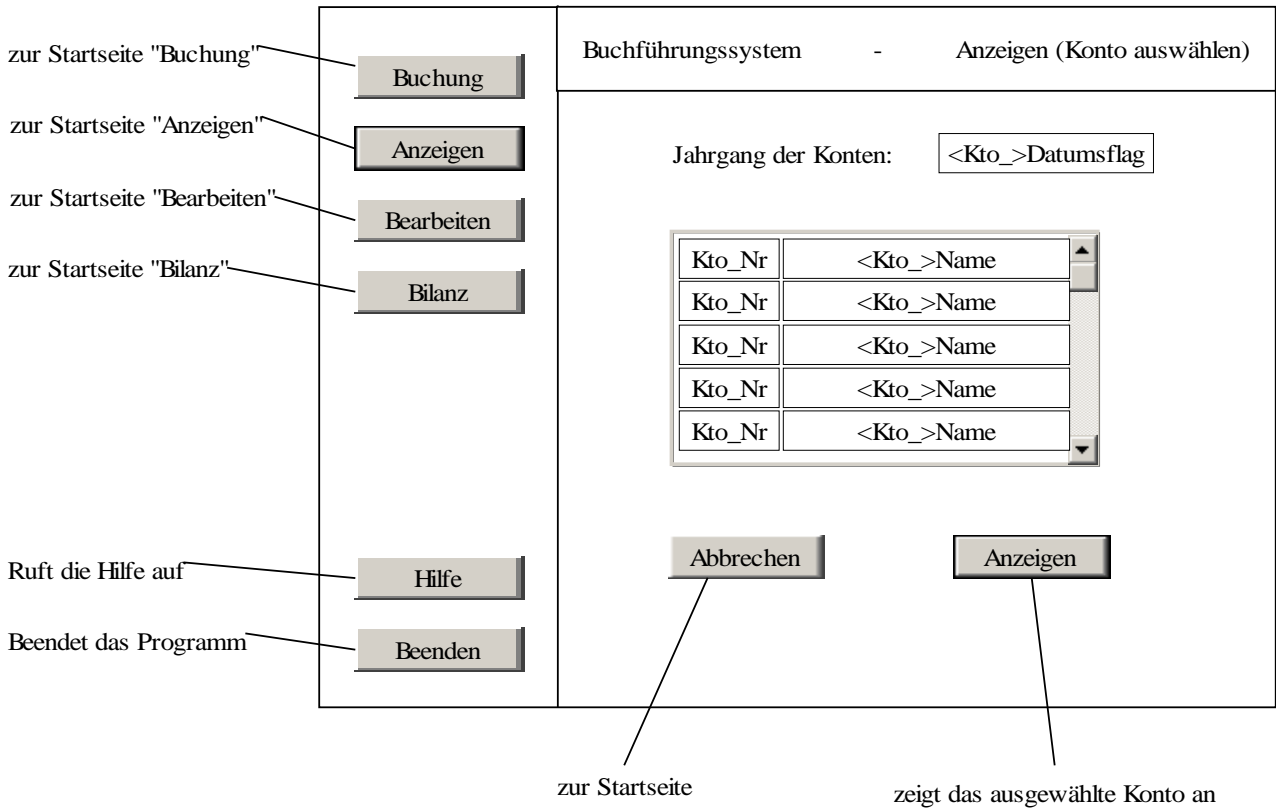 zur Startseite "Buchung"
zur Startseite "Anzeigen"
zur Startseite "Bearbeiten"
zur Startseite "Bilanz"
Ruft die Hilfe auf
Beendet das Programm
Buchung
Anzeigen
Bearbeiten
Bilanz
Hilfe
Beenden
Buchführungssystem - Anzeigen (Konto auswählen)
Jahrgang der Konten: <Kto_>Datumsflag
Kto_Nr <Kto_>Name
Kto_Nr <Kto_>Name
Kto_Nr <Kto_>Name
Kto_Nr <Kto_>Name
Kto_Nr <Kto_>Name
Abbrechen Anzeigen
zur Startseite
zeigt das ausgewählte Konto an